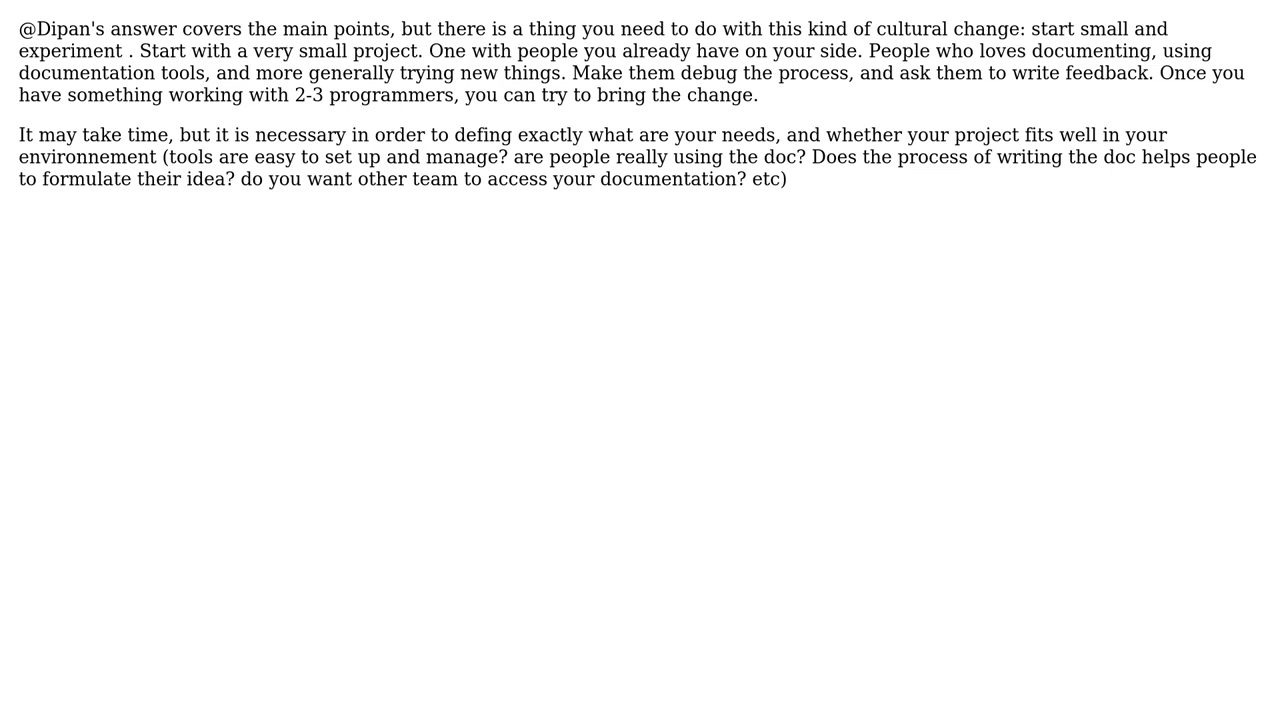 @Dipan's answer covers the main points, but there is a thing you need to do with this kind of cultural change: start small and
experiment . Start with a very small project. One with people you already have on your side. People who loves documenting, using
documentation tools, and more generally trying new things. Make them debug the process, and ask them to write feedback. Once you
have something working with 2-3 programmers, you can try to bring the change.
It may take time, but it is necessary in order to defing exactly what are your needs, and whether your project fits well in your
environnement (tools are easy to set up and manage? are people really using the doc? Does the process of writing the doc helps people
to formulate their idea? do you want other team to access your documentation? etc)